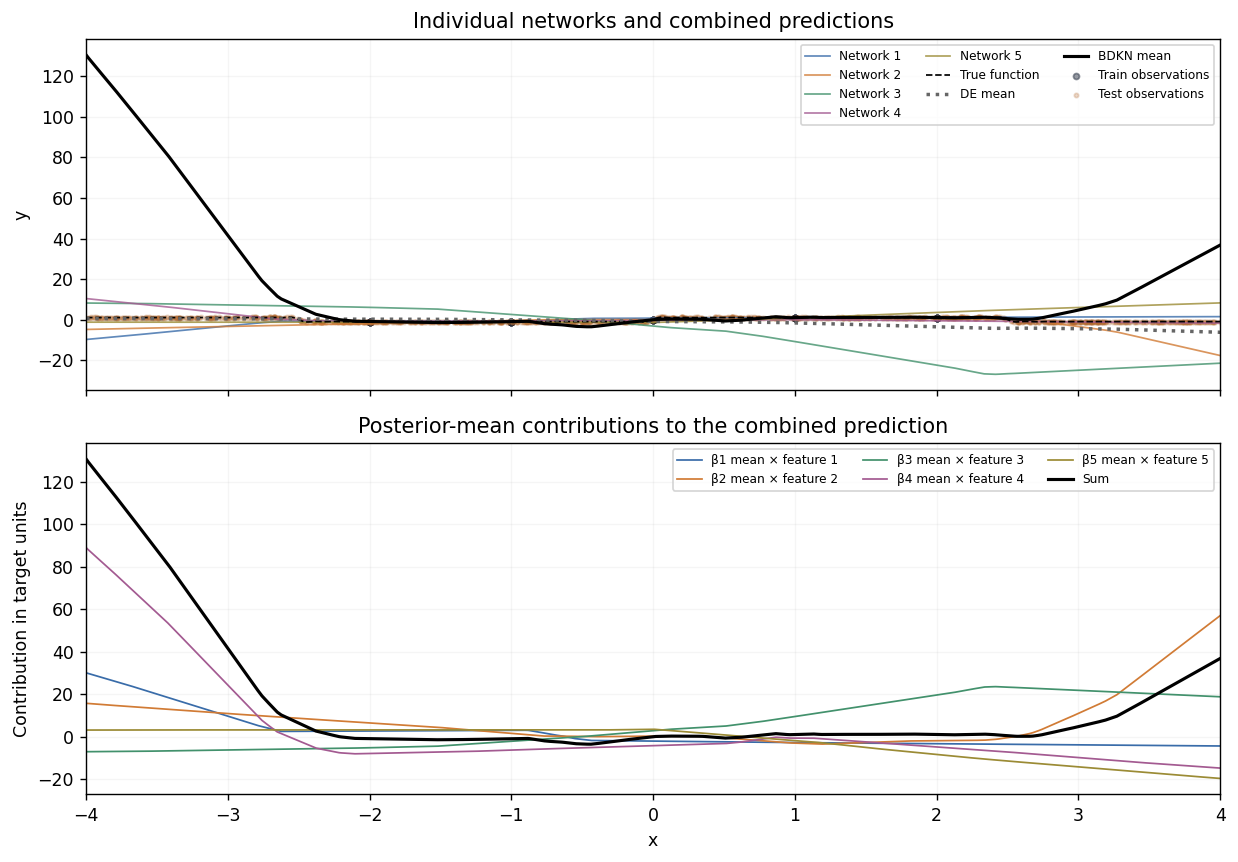 Individual networks and combined predictions
Network 1
Network 2
Network 3
Network 4
Network 5
True function
DE mean
BDKN mean
Train observations
Test observations
120
100
80
60
40
20
0
−20
y
Posterior-mean contributions to the combined prediction
β1 mean × feature 1
β2 mean × feature 2
β3 mean × feature 3
β4 mean × feature 4
β5 mean × feature 5
Sum
120
100
80
60
40
20
0
−20
Contribution in target units
−4 −3 −2 −1 0 1 2 3 4
x